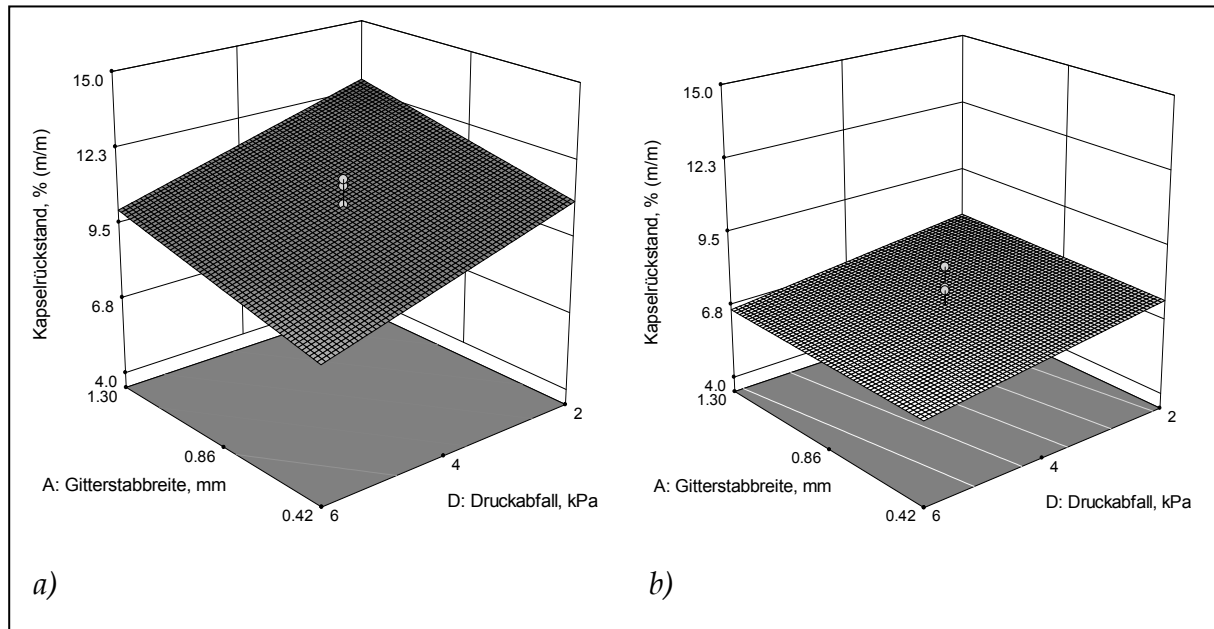 15.0
12.3
9.5
6.8
4.0
Kapselrückstand, % (m/m)
1.30
0.86
0.42
A: Gitterstabbreite, mm
6
4
2
D: Druckabfall, kPa
a)
15.0
12.3
9.5
6.8
4.0
Kapselrückstand, % (m/m)
1.30
0.86
0.42
A: Gitterstabbreite, mm
6
4
2
D: Druckabfall, kPa
b)